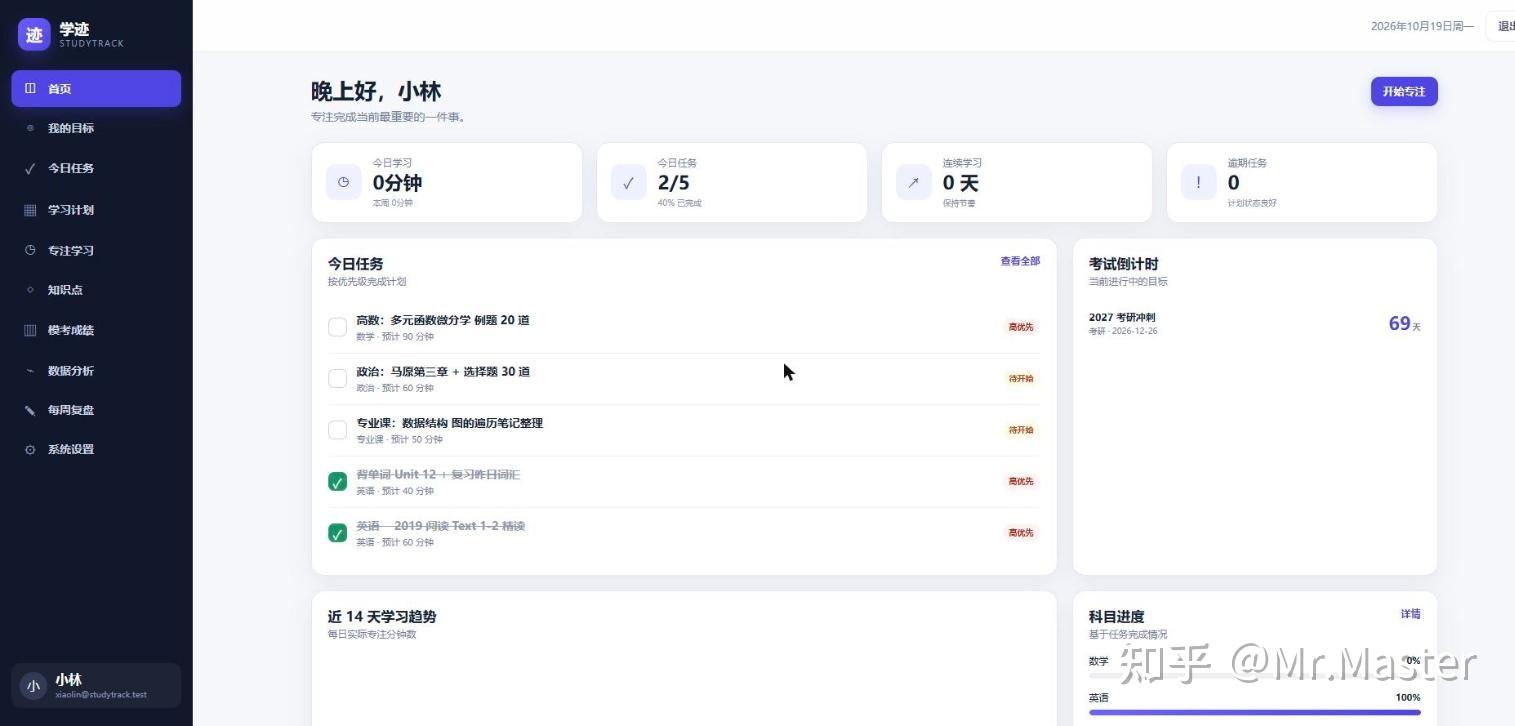 迹
学迹
STUDYTRACK
首页
我的目标
今日任务
学习计划
专注学习
知识点
模考成绩
数据分析
每周复盘
系统设置
小
小林
xiaolin@studytrack.test
2026年10月19日周一
退出
晚上好，小林
专注完成当前最重要的一件事。
开始专注
今日学习
0分钟
本周 0分钟
今日任务
2/5
40% 已完成
连续学习
0 天
保持节奏
逾期任务
0
计划状态良好
今日任务
按优先级完成计划
查看全部
高数：多元函数微分学 例题 20 道
数学 · 预计 90 分钟
高优先
政治：马原第三章 + 选择题 30 道
政治 · 预计 60 分钟
待开始
专业课：数据结构 图的遍历笔记整理
专业课 · 预计 50 分钟
待开始
背单词 Unit 12 + 复习昨日词汇
英语 · 预计 40 分钟
高优先
英语一 2019 阅读 Text 1-2 精读
英语 · 预计 60 分钟
高优先
考试倒计时
当前进行中的目标
2027 考研冲刺
考研 · 2026-12-26
69 天
近 14 天学习趋势
每日实际专注分钟数
科目进度
基于任务完成情况
详情
数学
0%
英语
100%
知乎 @Mr.Master